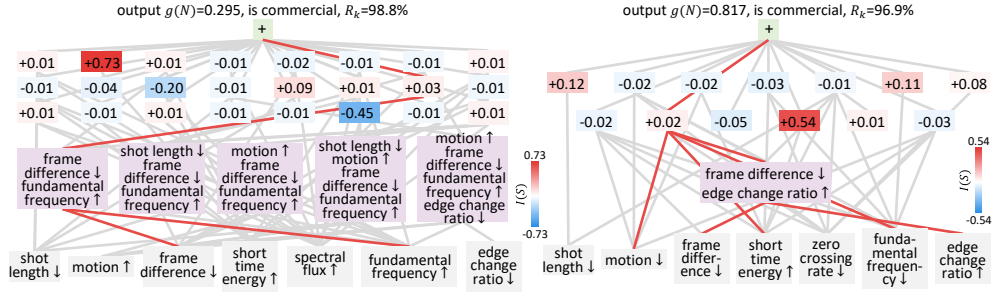 output g(N)=0.295, is commercial, R_k=98.8%
+
+0.01 +0.73 +0.01 -0.01 -0.02 -0.01 -0.01 +0.01
-0.01 -0.04 -0.20 -0.01 +0.09 +0.01 +0.03 -0.01
+0.01 -0.01 +0.01 -0.01 -0.01 -0.45 -0.01 +0.01
frame
difference↓
fundamental
frequency↑
shot length↓
frame
difference↓
fundamental
frequency↑
motion↑
frame
difference↓
fundamental
frequency↑
shot length↓
motion↑
frame
difference↓
fundamental
frequency↑
motion↑
frame
difference↓
fundamental
frequency↑
edge change
ratio↓
0.73
I(S)
-0.73
shot
length↓
motion↑
frame
difference↓
short
time
energy↑
spectral
flux↑
fundamental
frequency↑
edge
change
ratio↓
output g(N)=0.817, is commercial, R_k=96.9%
+
+0.12 -0.02 -0.02 -0.03 -0.01 +0.11 +0.08
-0.02 +0.02 -0.05 +0.54 +0.01 -0.03
frame difference↓
edge change ratio↑
0.54
I(S)
-0.54
shot
length↓
motion↓
frame
differ-
ence↓
short
time
energy↑
zero
crossing
rate↓
funda-
mental
frequen-
cy↓
edge
change
ratio↑